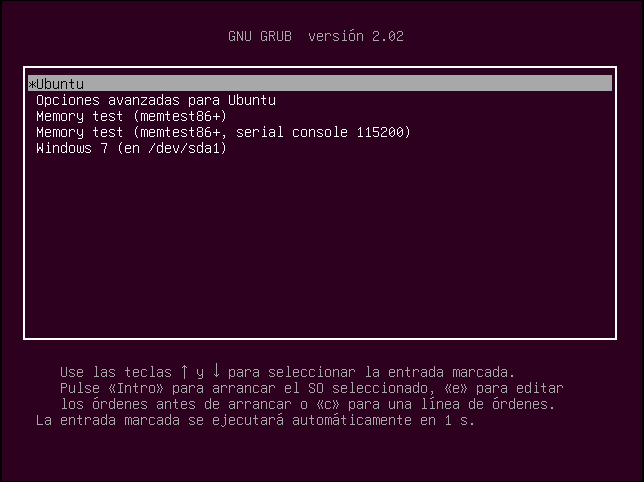 GNU GRUB  versión 2.02
*Ubuntu
Opciones avanzadas para Ubuntu
Memory test (memtest86+)
Memory test (memtest86+, serial console 115200)
Windows 7 (en /dev/sda1)
Use las teclas ↑ y ↓ para seleccionar la entrada marcada.
Pulse «Intro» para arrancar el SO seleccionado, «e» para editar
los órdenes antes de arrancar o «c» para una línea de órdenes.
La entrada marcada se ejecutará automáticamente en 1 s.